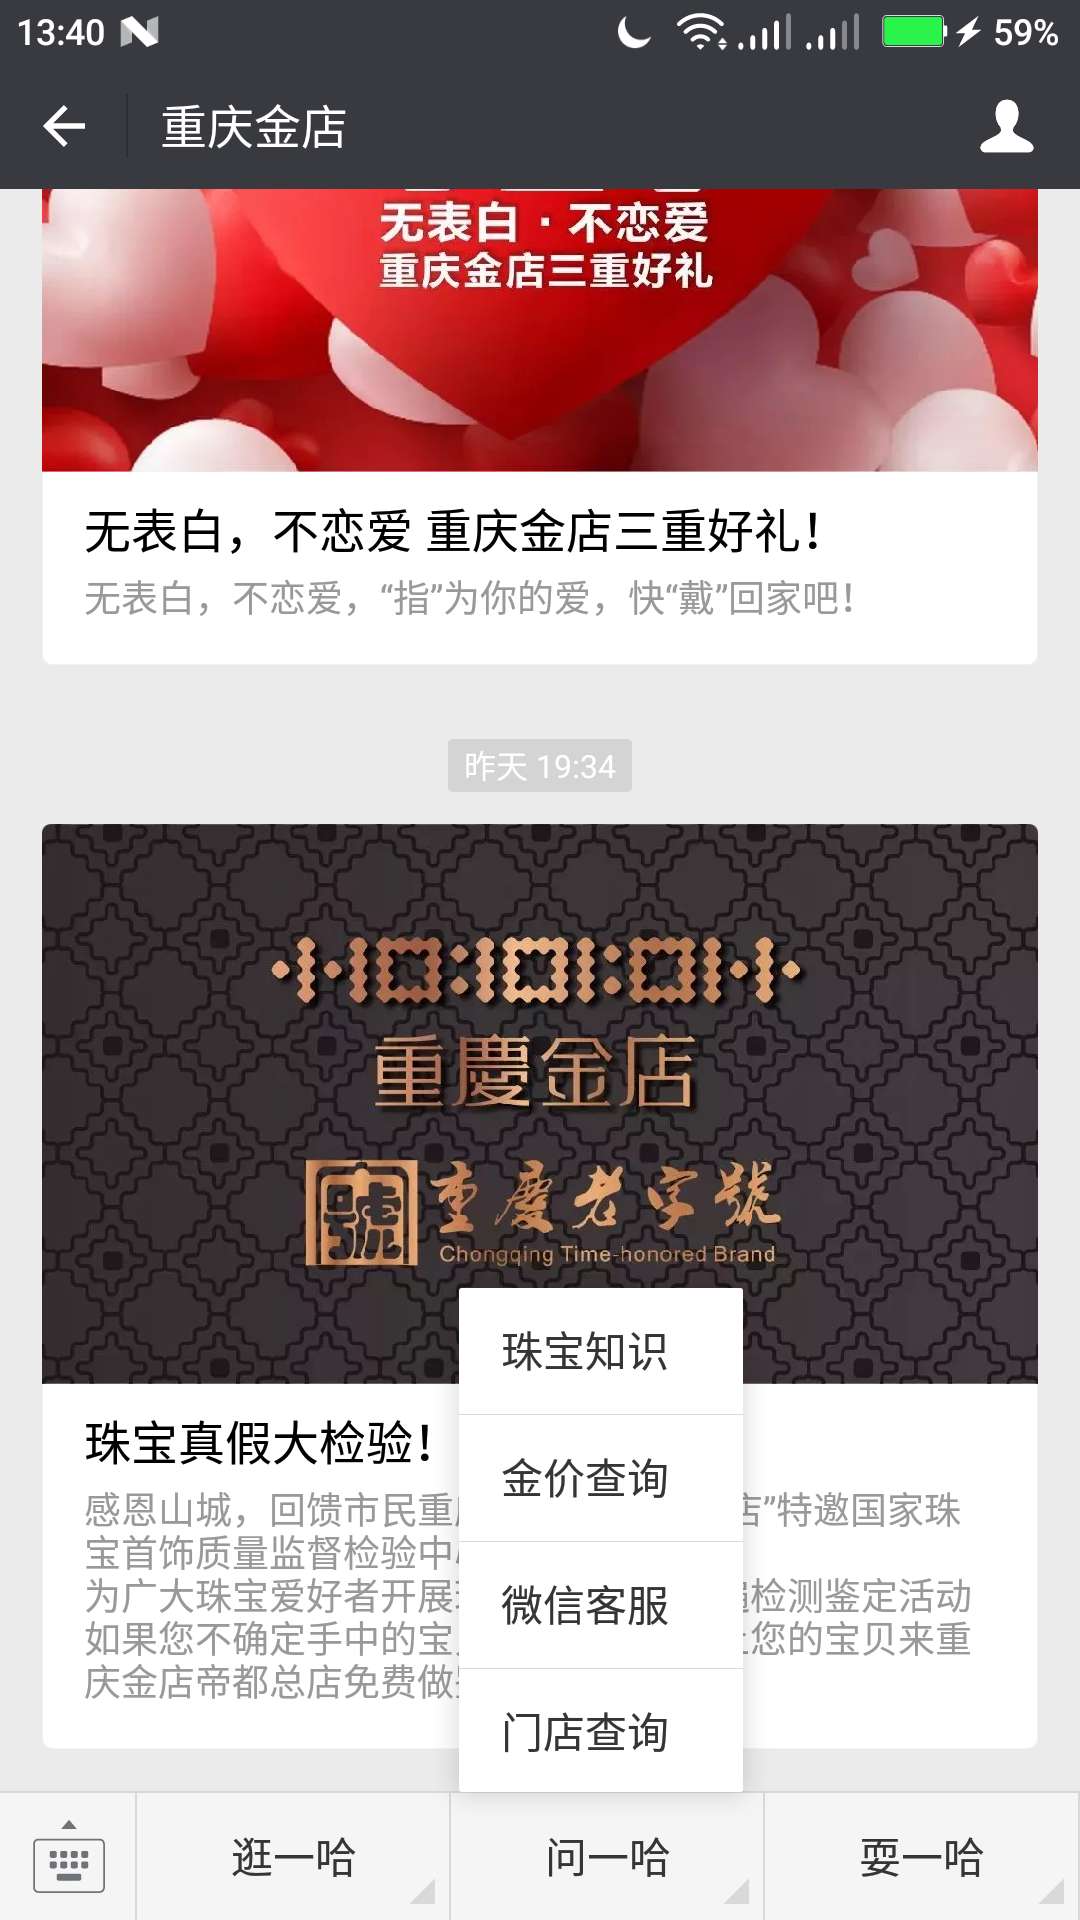 13:40
59%
重庆金店
无表白·不恋爱
重庆金店三重好礼
无表白，不恋爱 重庆金店三重好礼！
无表白，不恋爱，“指”为你的爱，快“戴”回家吧！
昨天 19:34
重慶金店
重慶老字號
Chongqing Time-honored Brand
珠宝知识
金价查询
微信客服
门店查询
珠宝真假大检验！
感恩山城，回馈市民重 店”特邀国家珠
宝首饰质量监督检验中
为广大珠宝爱好者开展 检测鉴定活动
如果您不确定手中的宝 您的宝贝来重
庆金店帝都总店免费做
逛一哈
问一哈
耍一哈